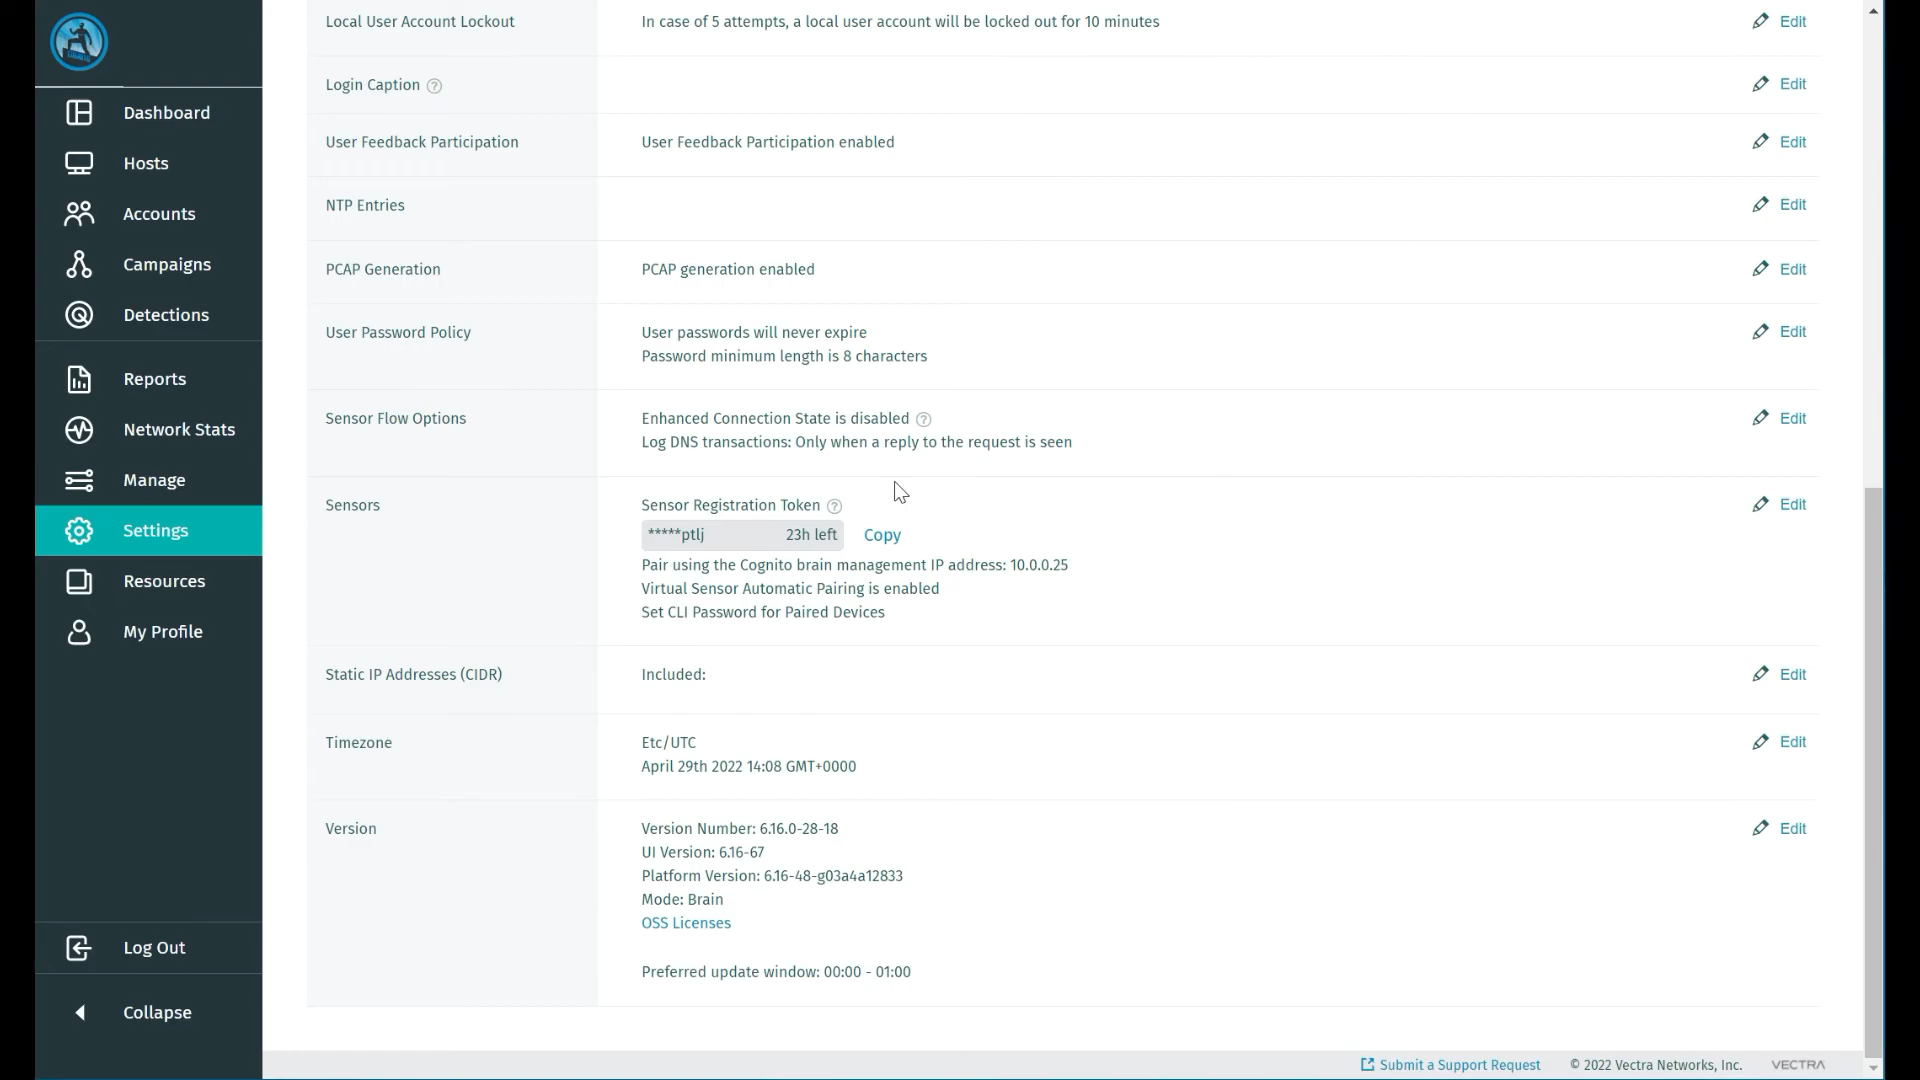 Dashboard
Hosts
Accounts
Campaigns
Detections
Reports
Network Stats
Manage
Settings
Resources
My Profile
Log Out
Collapse
Local User Account Lockout
In case of 5 attempts, a local user account will be locked out for 10 minutes
Edit
Login Caption ?
Edit
User Feedback Participation
User Feedback Participation enabled
Edit
NTP Entries
Edit
PCAP Generation
PCAP generation enabled
Edit
User Password Policy
User passwords will never expire
Password minimum length is 8 characters
Edit
Sensor Flow Options
Enhanced Connection State is disabled ?
Log DNS transactions: Only when a reply to the request is seen
Edit
Sensors
Sensor Registration Token ?
*****ptlj 23h left Copy
Pair using the Cognito brain management IP address: 10.0.0.25
Virtual Sensor Automatic Pairing is enabled
Set CLI Password for Paired Devices
Edit
Static IP Addresses (CIDR)
Included:
Edit
Timezone
Etc/UTC
April 29th 2022 14:08 GMT+0000
Edit
Version
Version Number: 6.16.0-28-18
UI Version: 6.16-67
Platform Version: 6.16-48-g03a4a12833
Mode: Brain
OSS Licenses
Preferred update window: 00:00 - 01:00
Edit
Submit a Support Request
© 2022 Vectra Networks, Inc.
VECTRA